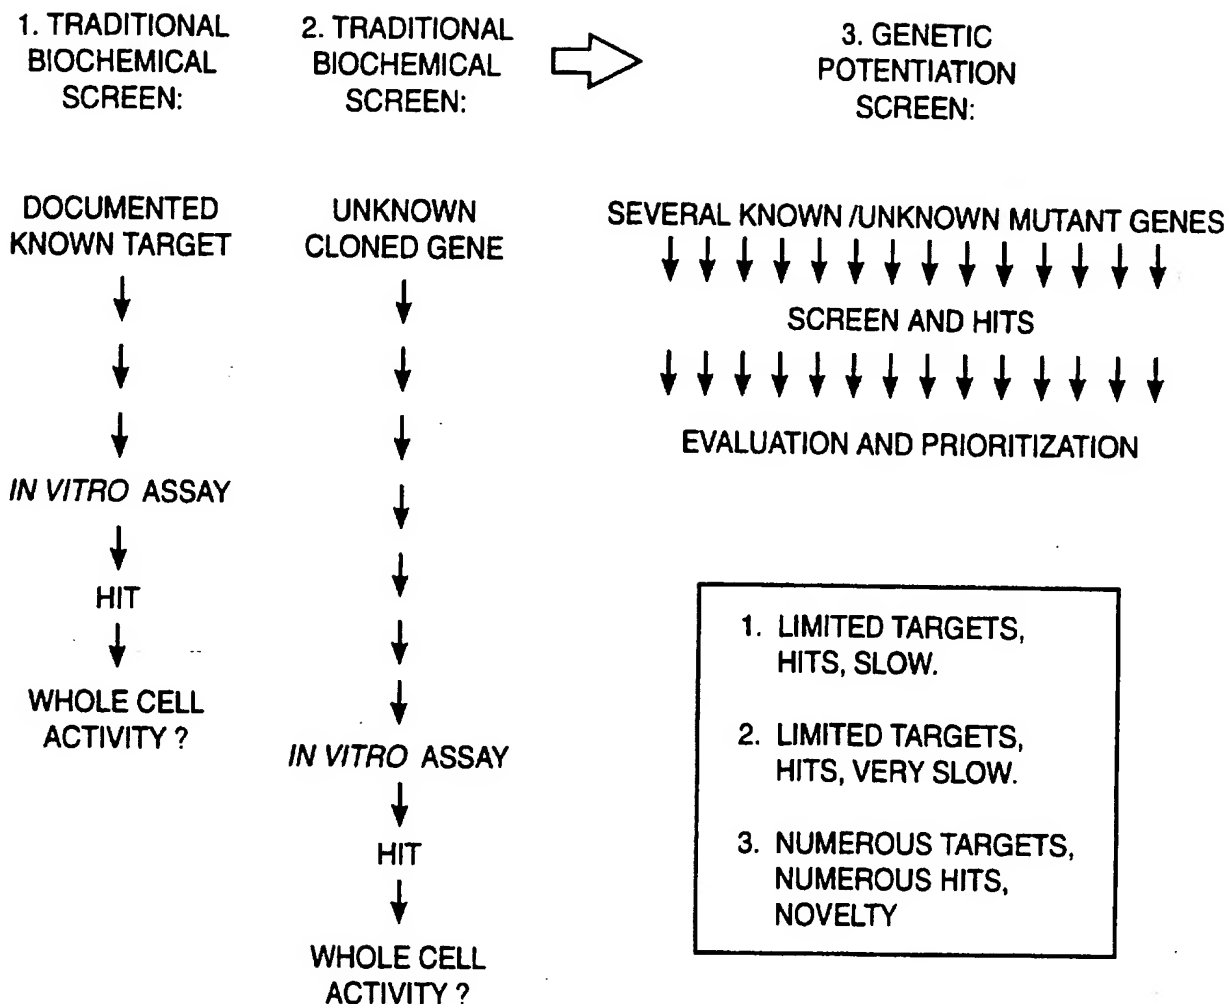 1. TRADITIONAL
BIOCHEMICAL
SCREEN:
DOCUMENTED
KNOWN TARGET
IN VITRO ASSAY
HIT
WHOLE CELL
ACTIVITY ?
2. TRADITIONAL
BIOCHEMICAL
SCREEN:
UNKNOWN
CLONED GENE
IN VITRO ASSAY
HIT
WHOLE CELL
ACTIVITY ?
3. GENETIC
POTENTIATION
SCREEN:
SEVERAL KNOWN /UNKNOWN MUTANT GENES
SCREEN AND HITS
EVALUATION AND PRIORITIZATION
1. LIMITED TARGETS,
HITS, SLOW.
2. LIMITED TARGETS,
HITS, VERY SLOW.
3. NUMEROUS TARGETS,
NUMEROUS HITS,
NOVELTY